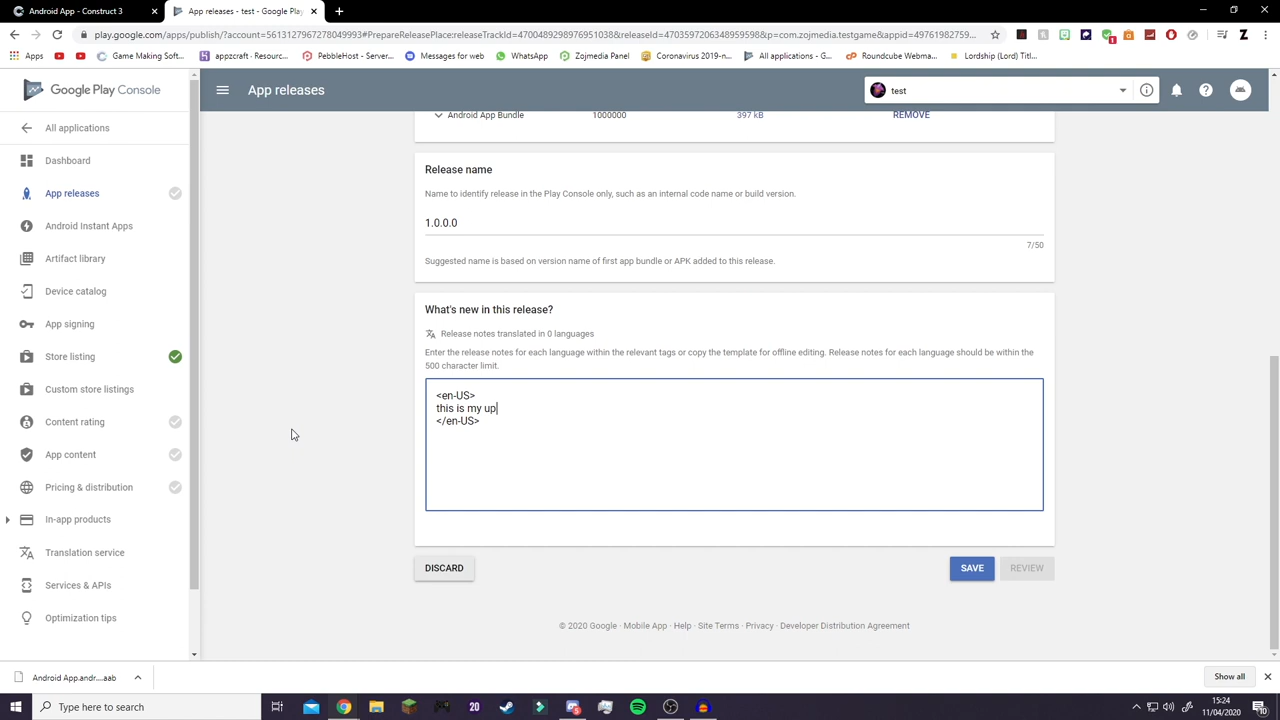 App - Construct 3
App releases - test - Google Play C
play.google.com/apps/publish/?account=5613127967278049993#PrepareReleasePlace:releaseTrackId=4700489298976951038&releaseId=4703597206348959598&p=com.zojmedia.testgame&appid=49761982759...
Apps
Game Making Soft...
appzcraft - Resourc...
PebbleHost - Server...
Messages for web
WhatsApp
Zojmedia Panel
Coronavirus 2019-n...
All applications - G...
Roundcube Webma...
Lordship (Lord) Titl...
Google Play Console
App releases
test
All applications
Dashboard
App releases
Android Instant Apps
Artifact library
Device catalog
App signing
Store listing
Custom store listings
Content rating
App content
Pricing & distribution
In-app products
Translation service
Services & APIs
Optimization tips
Android App Bundle 1000000 397 kB REMOVE
Release name
Name to identify release in the Play Console only, such as an internal code name or build version.
1.0.0.0
7/50
Suggested name is based on version name of first app bundle or APK added to this release.
What's new in this release?
Release notes translated in 0 languages
Enter the release notes for each language within the relevant tags or copy the template for offline editing. Release notes for each language should be within the
500 character limit.
<en-US>
this is my up
</en-US>
DISCARD
SAVE
REVIEW
© 2020 Google · Mobile App · Help · Site Terms · Privacy · Developer Distribution Agreement
Android App.andr....aab
Show all
Type here to search
20
15:24
11/04/2020